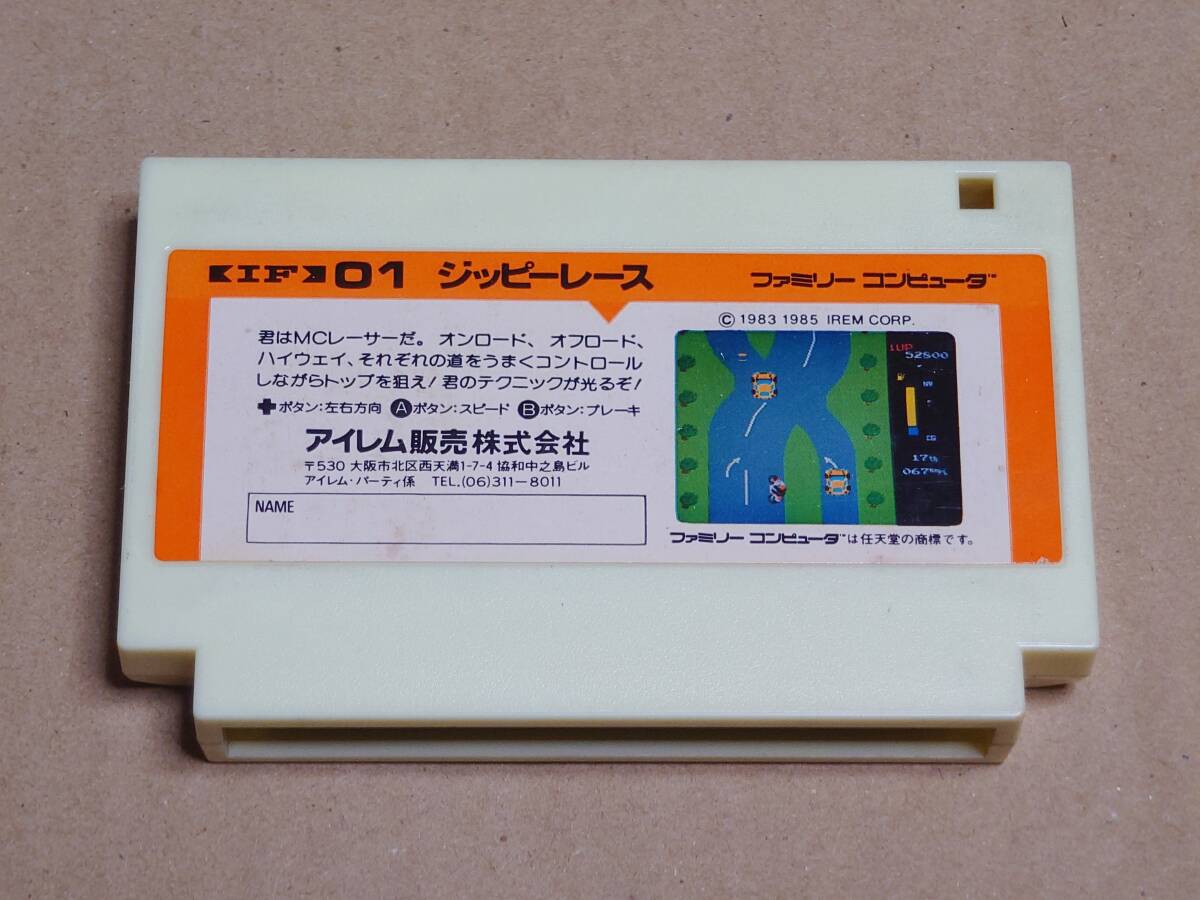 IF 01 ジッピーレース ファミリー コンピュータ™
君はMCレーサーだ。オンロード、オフロード、
ハイウェイ、それぞれの道をうまくコントロール
しながらトップを狙え!君のテクニックが光るぞ!
✚ボタン:左右方向 Ⓐボタン:スピード Ⓑボタン:ブレーキ
アイレム販売株式会社
〒530 大阪市北区西天満1-7-4 協和中之島ビル
アイレム・パーティ係 TEL.(06)311-8011
NAME
© 1983 1985 IREM CORP.
1UP
52800
17th
ファミリー コンピュータ™は任天堂の商標です。